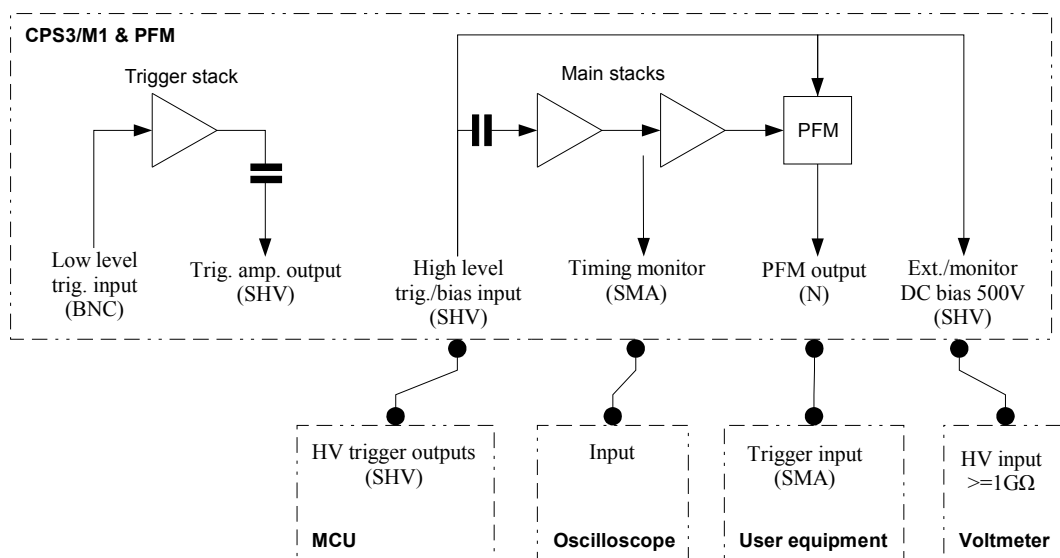 CPS3/M1 & PFM
Trigger stack
Main stacks
PFM
Low level
trig. input
(BNC)
Trig. amp. output
(SHV)
High level
trig./bias input
(SHV)
Timing monitor
(SMA)
PFM output
(N)
Ext./monitor
DC bias 500V
(SHV)
HV trigger outputs
(SHV)
MCU
Input
Oscilloscope
Trigger input
(SMA)
User equipment
HV input
>=1GΩ
Voltmeter